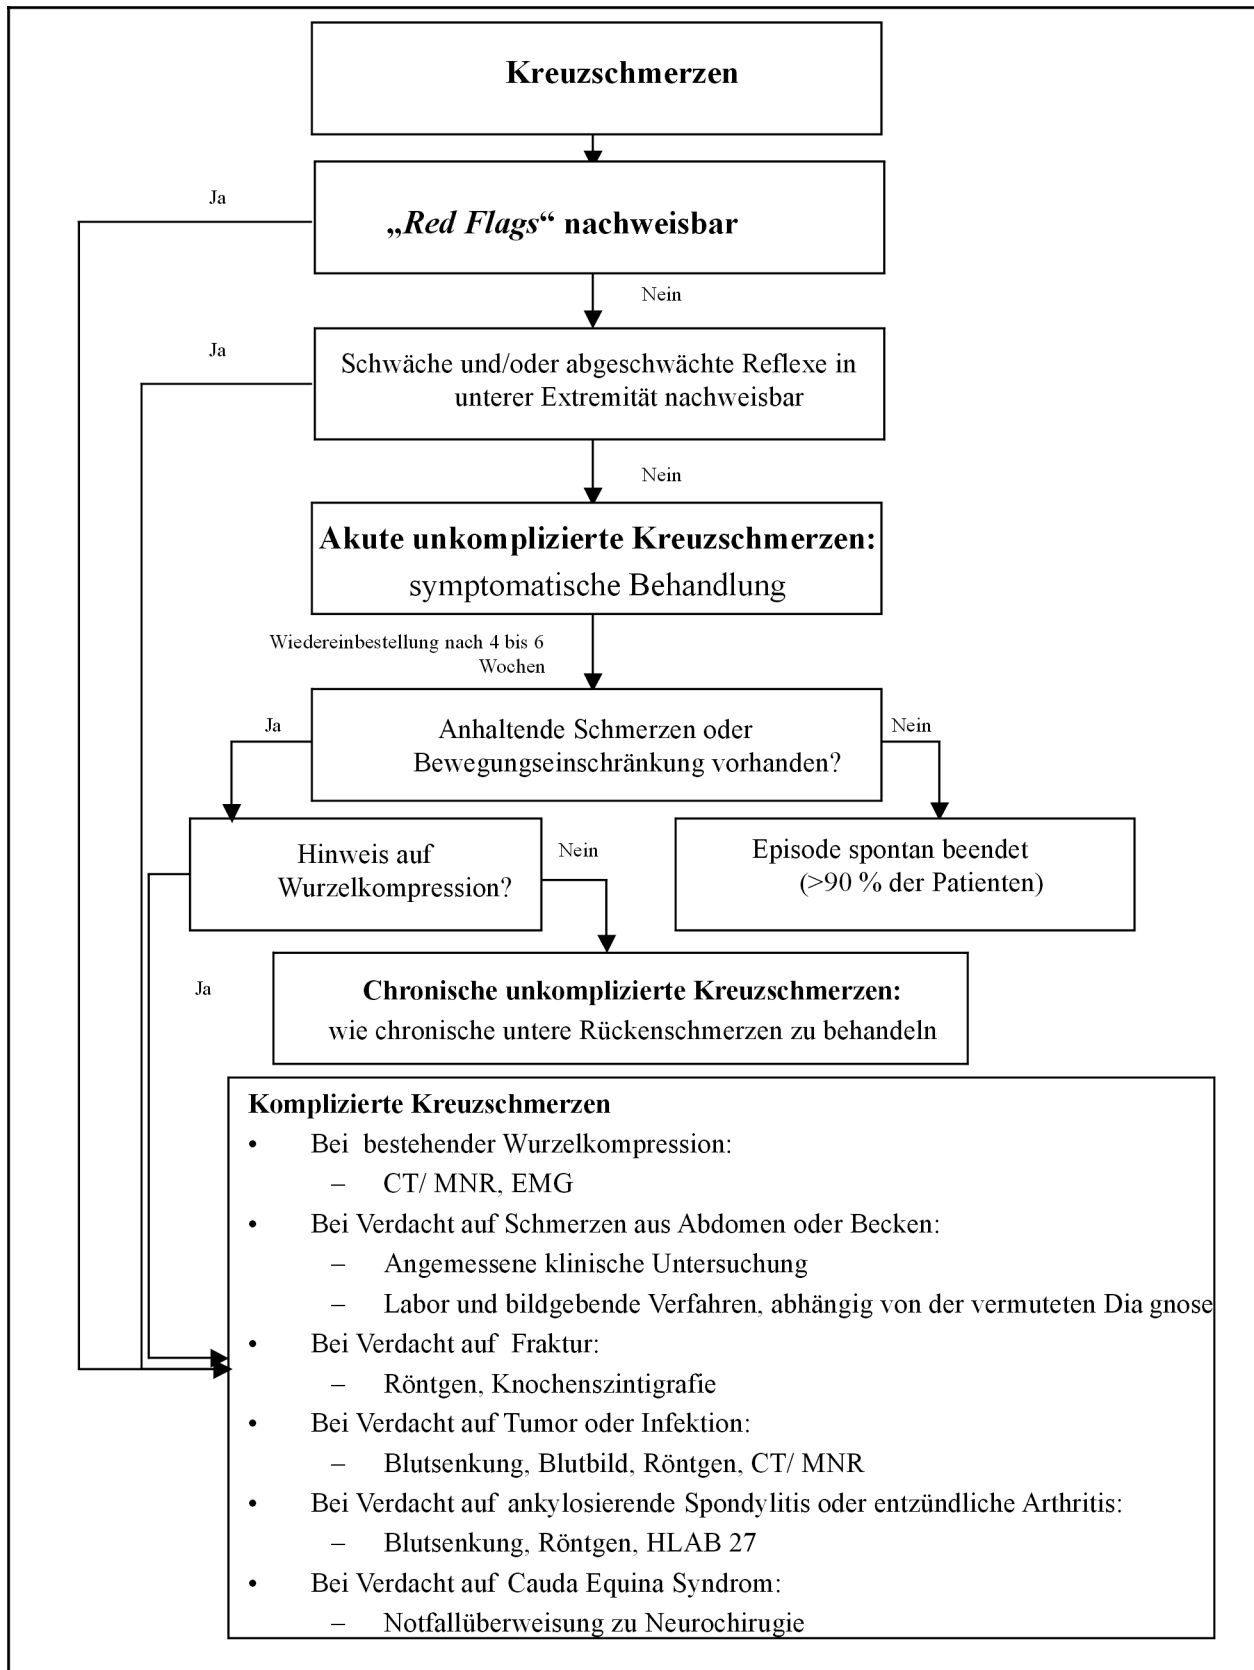 Kreuzschmerzen
Ja
„Red Flags“ nachweisbar
Nein
Ja
Schwäche und/oder abgeschwächte Reflexe in
unterer Extremität nachweisbar
Nein
Akute unkomplizierte Kreuzschmerzen:
symptomatische Behandlung
Wiedereinbestellung nach 4 bis 6
Wochen
Ja
Anhaltende Schmerzen oder
Bewegungseinschränkung vorhanden?
Nein
Hinweis auf
Wurzelkompression?
Nein
Episode spontan beendet
(>90 % der Patienten)
Ja
Chronische unkomplizierte Kreuzschmerzen:
wie chronische untere Rückenschmerzen zu behandeln
Komplizierte Kreuzschmerzen
• Bei bestehender Wurzelkompression:
– CT/ MNR, EMG
• Bei Verdacht auf Schmerzen aus Abdomen oder Becken:
– Angemessene klinische Untersuchung
– Labor und bildgebende Verfahren, abhängig von der vermuteten Dia gnose
• Bei Verdacht auf Fraktur:
– Röntgen, Knochenszintigrafie
• Bei Verdacht auf Tumor oder Infektion:
– Blutsenkung, Blutbild, Röntgen, CT/ MNR
• Bei Verdacht auf ankylosierende Spondylitis oder entzündliche Arthritis:
– Blutsenkung, Röntgen, HLAB 27
• Bei Verdacht auf Cauda Equina Syndrom:
– Notfallüberweisung zu Neurochirugie